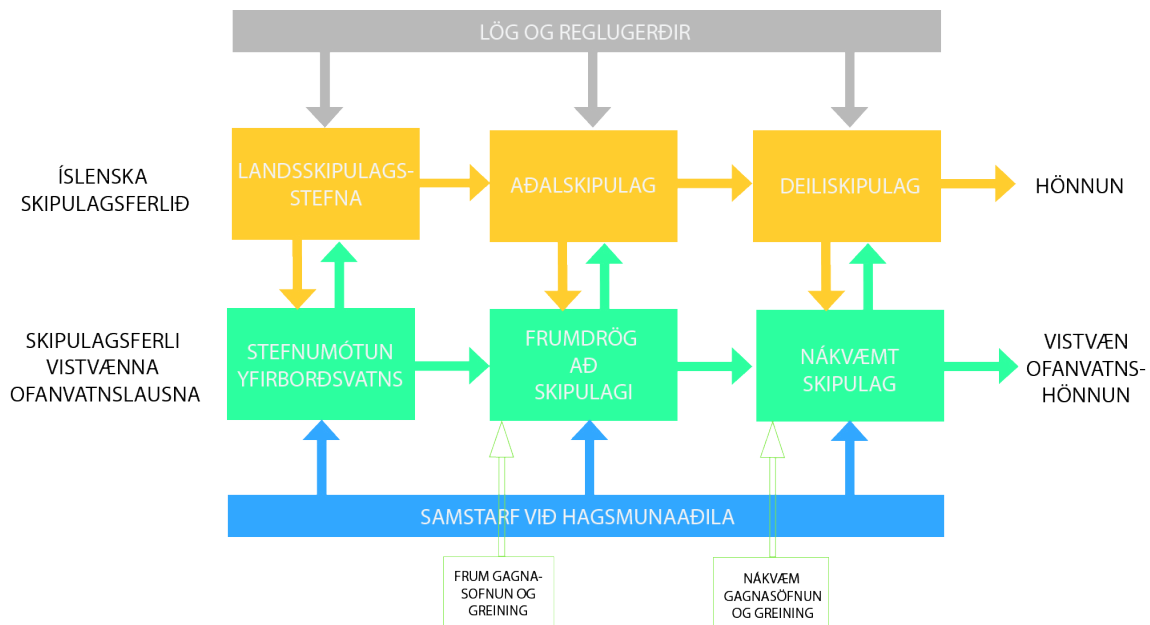 LÖG OG REGLUGERÐIR
ÍSLENSKA
SKIPULAGSFERLIÐ
LANDSSKIPULAGS-
STEFNA
AÐALSKIPULAG
DEILISKIPULAG
HÖNNUN
SKIPULAGSFERLI
VISTVÆNNA
OFANVATNSLAUSNA
STEFNUMÓTUN
YFIRBORÐSVATNS
FRUMDRÖG
AÐ
SKIPULAGI
NÁKVÆMT
SKIPULAG
VISTVÆN
OFANVATNS-
HÖNNUN
SAMSTARF VIÐ HAGSMUNAAÐILA
FRUM GAGNA-
SOFNUN OG
GREINING
NÁKVÆM
GAGNASÖFNUN
OG GREINING